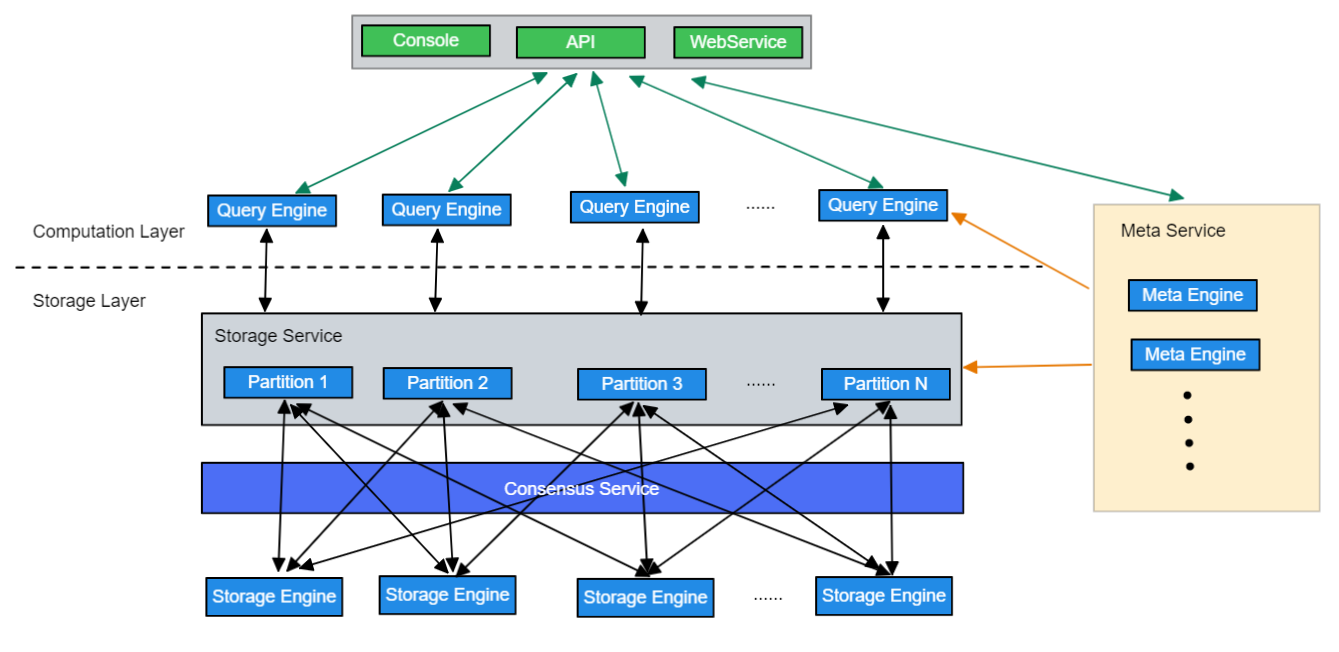 Console
API
WebService
Query Engine
Query Engine
Query Engine
......
Query Engine
Computation Layer
Meta Service
Storage Layer
Meta Engine
Storage Service
Meta Engine
Partition 1
Partition 2
Partition 3
......
Partition N
Consensus Service
Storage Engine
Storage Engine
Storage Engine
......
Storage Engine